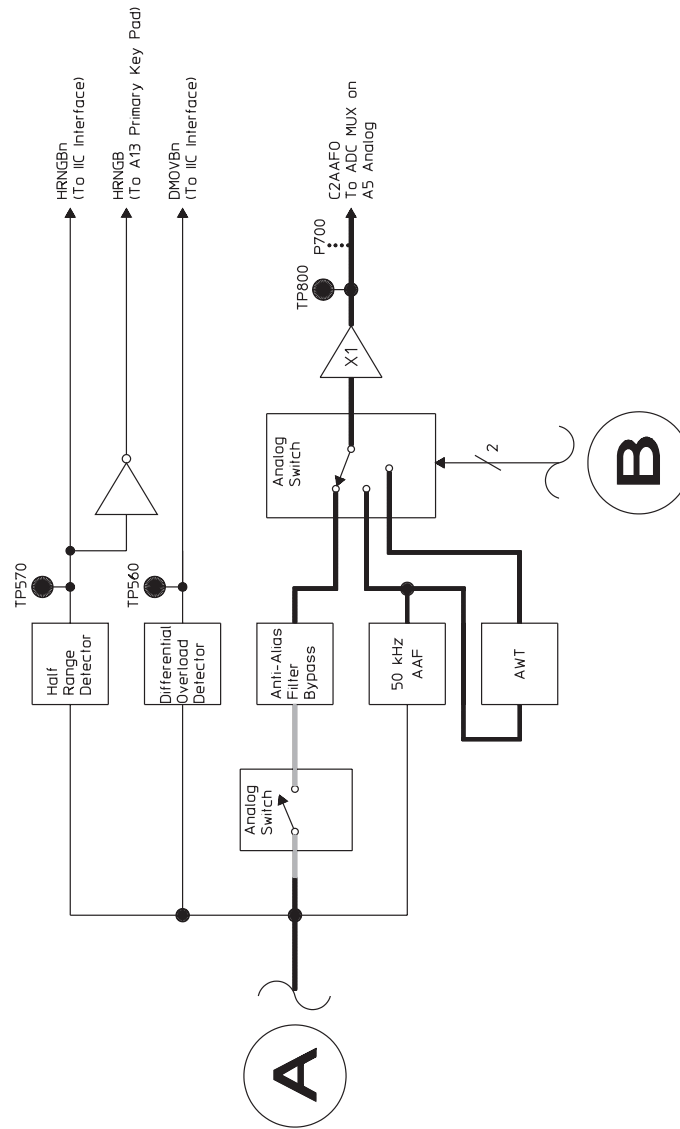 HRNGBn
(To IIC Interface)
HRNGB
(To A13 Primary Key Pad)
DMOVBn
(To IIC Interface)
TP570
TP560
Half
Range
Detector
Differential
Overload
Detector
C2AAFO
To ADC MUX on
A5 Analog
P700
TP800
X1
Analog
Switch
Anti-Alias
Filter
Bypass
50 kHz
AAF
AWT
Analog
Switch
2
A
B